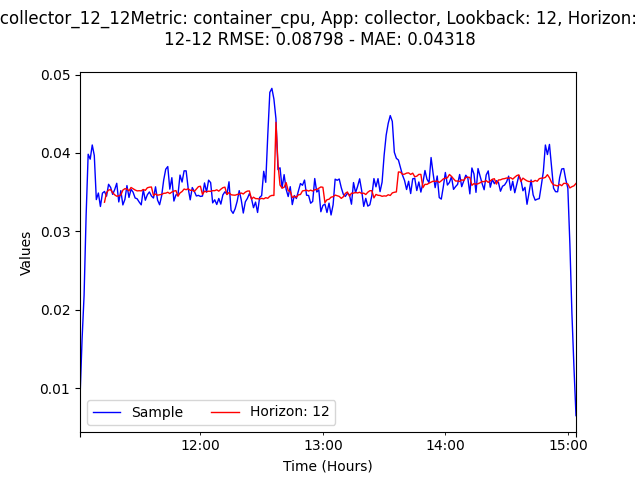 collector_12_12Metric: container_cpu, App: collector, Lookback: 12, Horizon:
12-12 RMSE: 0.08798 - MAE: 0.04318
0.05
0.04
0.03
0.02
0.01
Values
Sample
Horizon: 12
12:00
13:00
14:00
15:00
Time (Hours)